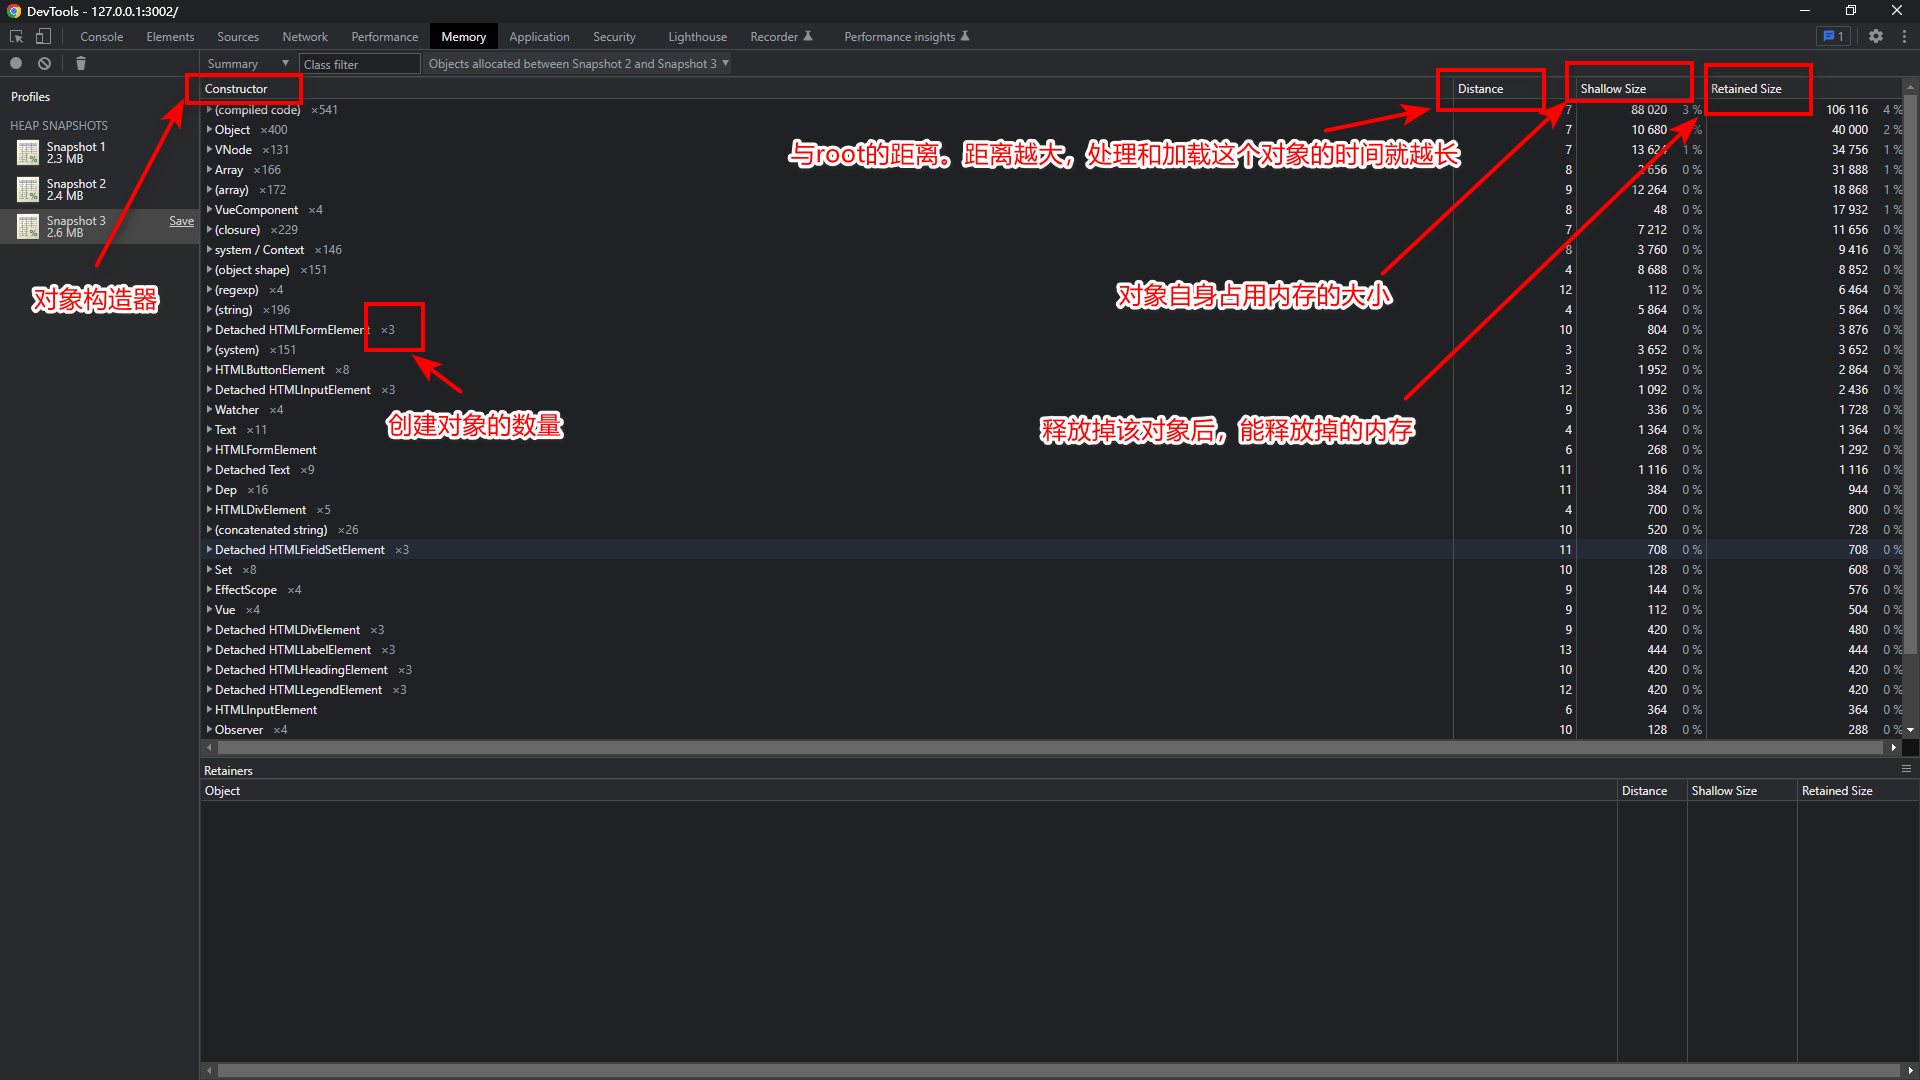 DevTools - 127.0.0.1:3002/
Console Elements Sources Network Performance Memory Application Security Lighthouse Recorder Performance insights 1
Summary ▼ Class filter Objects allocated between Snapshot 2 and Snapshot 3 ▼
Profiles
HEAP SNAPSHOTS
Snapshot 1
2.3 MB
Snapshot 2
2.4 MB
Snapshot 3 Save
2.6 MB
对象构造器
Constructor Distance Shallow Size Retained Size
(compiled code) ×541 7 88 020 3 % 106 116 4 %
Object ×400 7 10 680 % 40 000 2 %
VNode ×131 7 13 624 1 % 34 756 1 %
与root的距离。距离越大，处理和加载这个对象的时间就越长
Array ×166 8 656 0 % 31 888 1 %
(array) ×172 9 12 264 0 % 18 868 1 %
VueComponent ×4 8 48 0 % 17 932 1 %
(closure) ×229 7 7 212 0 % 11 656 0 %
system / Context ×146 8 3 760 0 % 9 416 0 %
(object shape) ×151 4 8 688 0 % 8 852 0 %
(regexp) ×4 12 112 0 % 6 464 0 %
对象自身占用内存的大小
(string) ×196 4 5 864 0 % 5 864 0 %
Detached HTMLFormElement ×3 10 804 0 % 3 876 0 %
(system) ×151 3 3 652 0 % 3 652 0 %
HTMLButtonElement ×8 3 1 952 0 % 2 864 0 %
Detached HTMLInputElement ×3 12 1 092 0 % 2 436 0 %
Watcher ×4 9 336 0 % 1 728 0 %
创建对象的数量
释放掉该对象后，能释放掉的内存
Text ×11 4 1 364 0 % 1 364 0 %
HTMLFormElement 6 268 0 % 1 292 0 %
Detached Text ×9 11 1 116 0 % 1 116 0 %
Dep ×16 11 384 0 % 944 0 %
HTMLDivElement ×5 4 700 0 % 800 0 %
(concatenated string) ×26 10 520 0 % 728 0 %
Detached HTMLFieldSetElement ×3 11 708 0 % 708 0 %
Set ×8 10 128 0 % 608 0 %
EffectScope ×4 9 144 0 % 576 0 %
Vue ×4 9 112 0 % 504 0 %
Detached HTMLDivElement ×3 9 420 0 % 480 0 %
Detached HTMLLabelElement ×3 13 444 0 % 444 0 %
Detached HTMLHeadingElement ×3 10 420 0 % 420 0 %
Detached HTMLLegendElement ×3 12 420 0 % 420 0 %
HTMLInputElement 6 364 0 % 364 0 %
Observer ×4 10 128 0 % 288 0 %
Retainers
Object Distance Shallow Size Retained Size